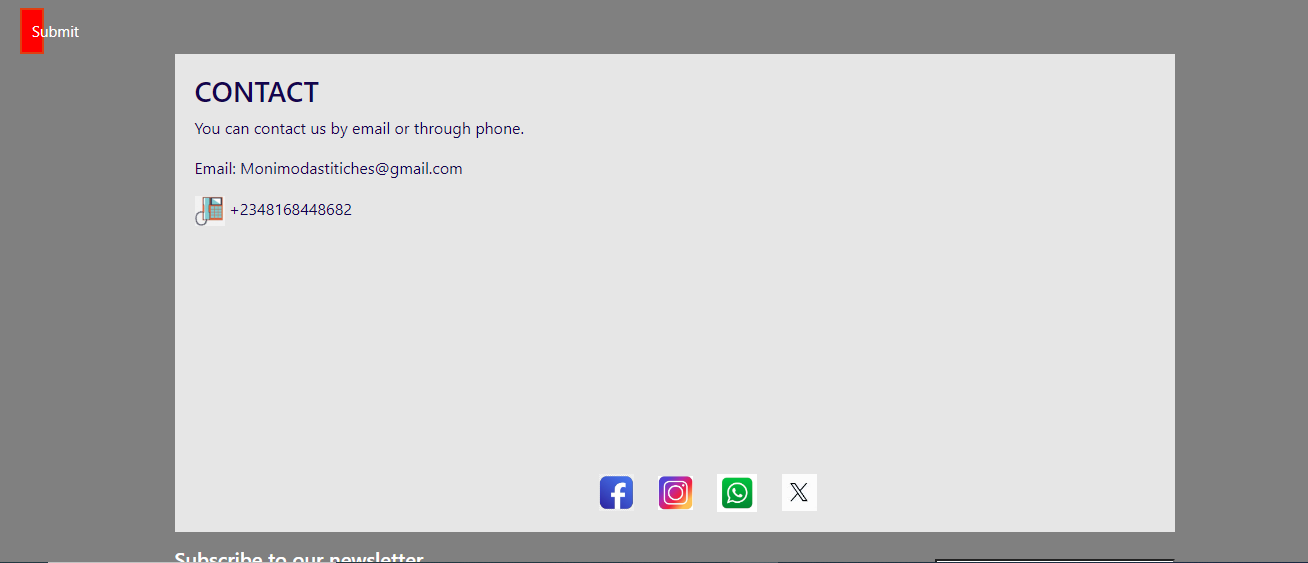 Submit
CONTACT
You can contact us by email or through phone.
Email: Monimodastitiches@gmail.com
+2348168448682
Subscribe to our newsletter